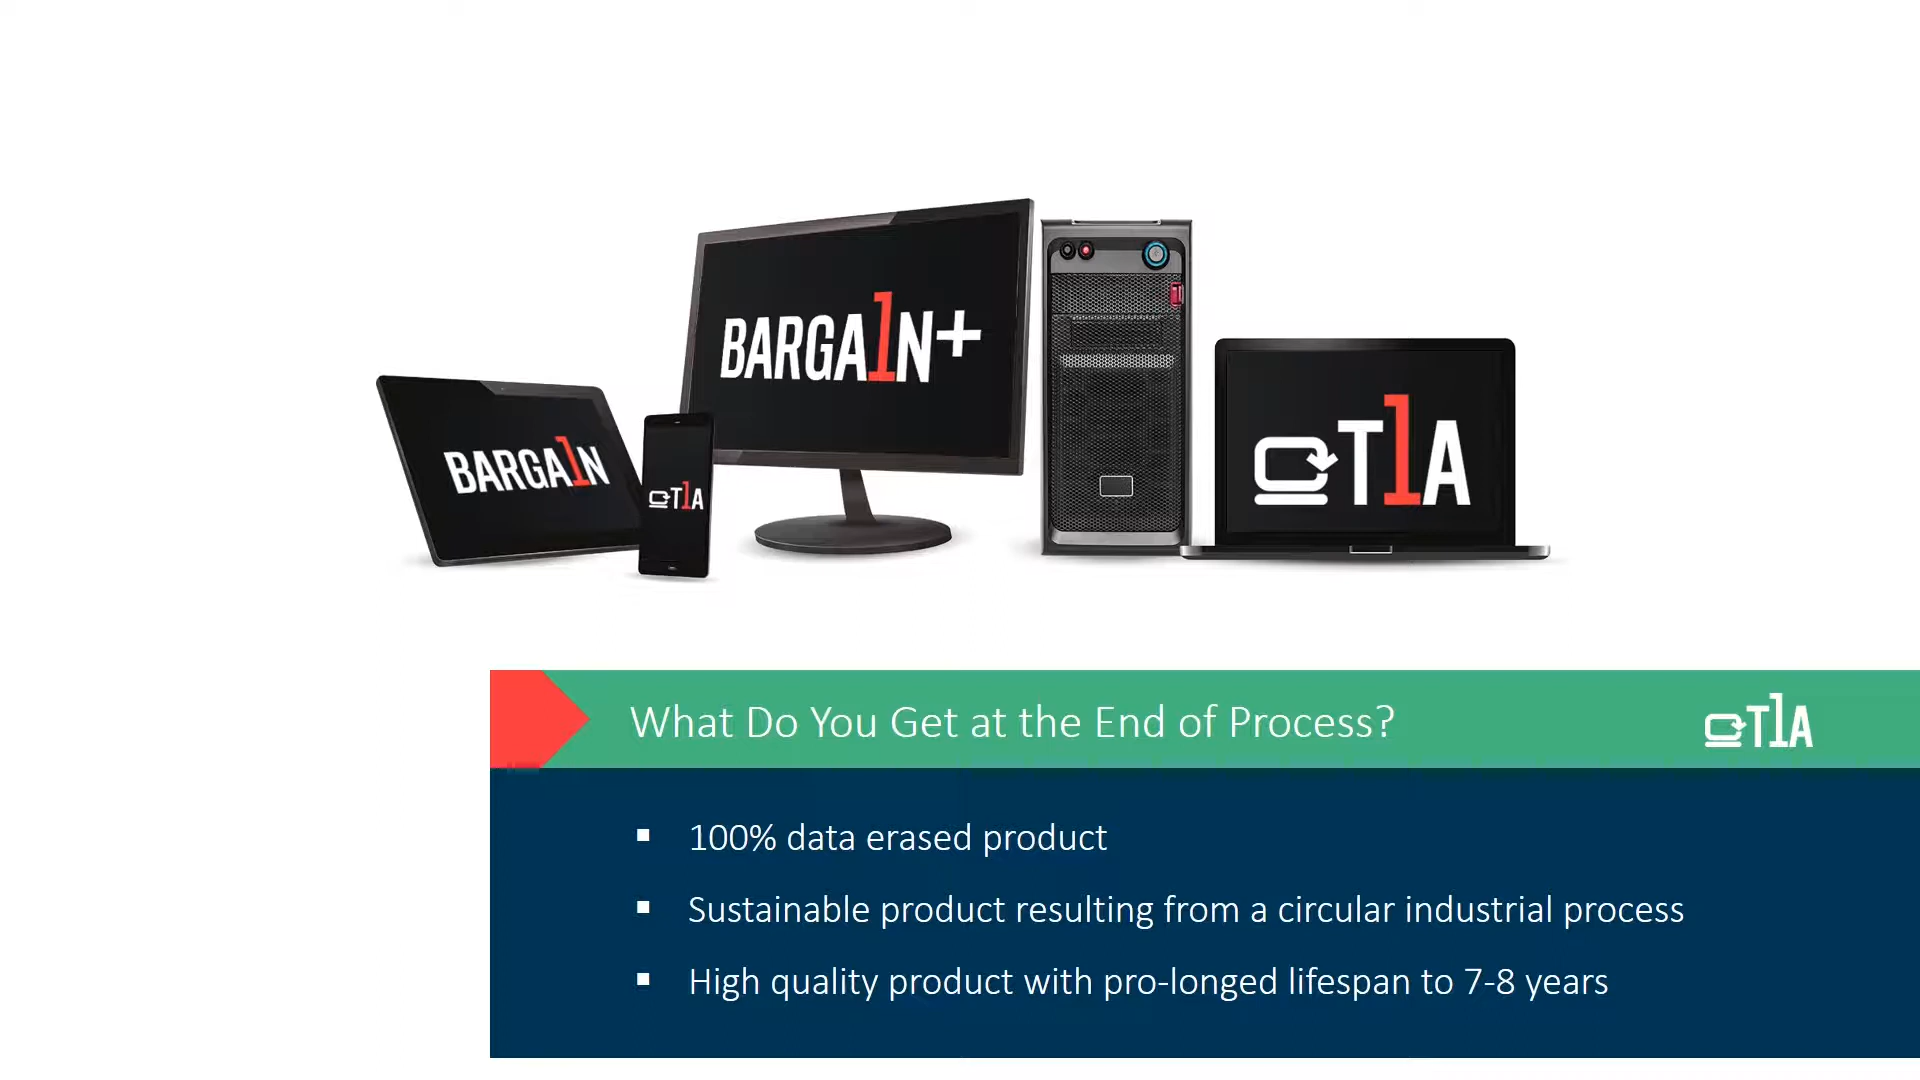 BARGA1N+
BARGA1N
T1A
T1A
What Do You Get at the End of Process?
T1A
▪ 100% data erased product
▪ Sustainable product resulting from a circular industrial process
▪ High quality product with pro-longed lifespan to 7-8 years